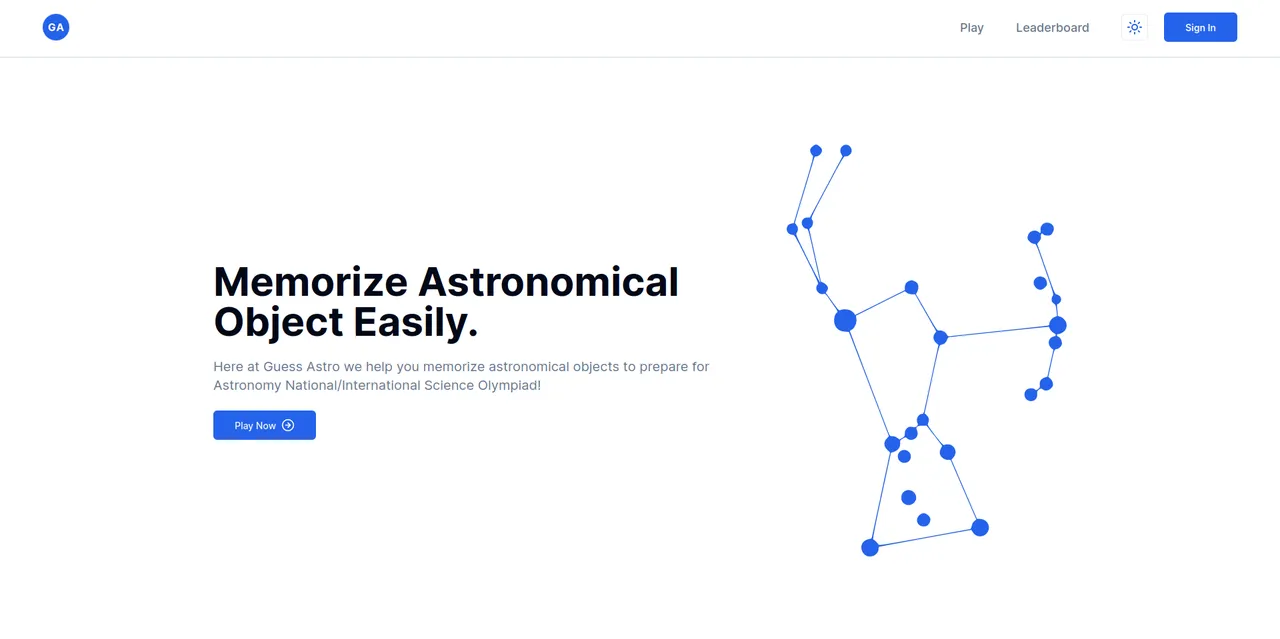 GA
Play
Leaderboard
Sign In
Memorize Astronomical
Object Easily.
Here at Guess Astro we help you memorize astronomical objects to prepare for
Astronomy National/International Science Olympiad!
Play Now